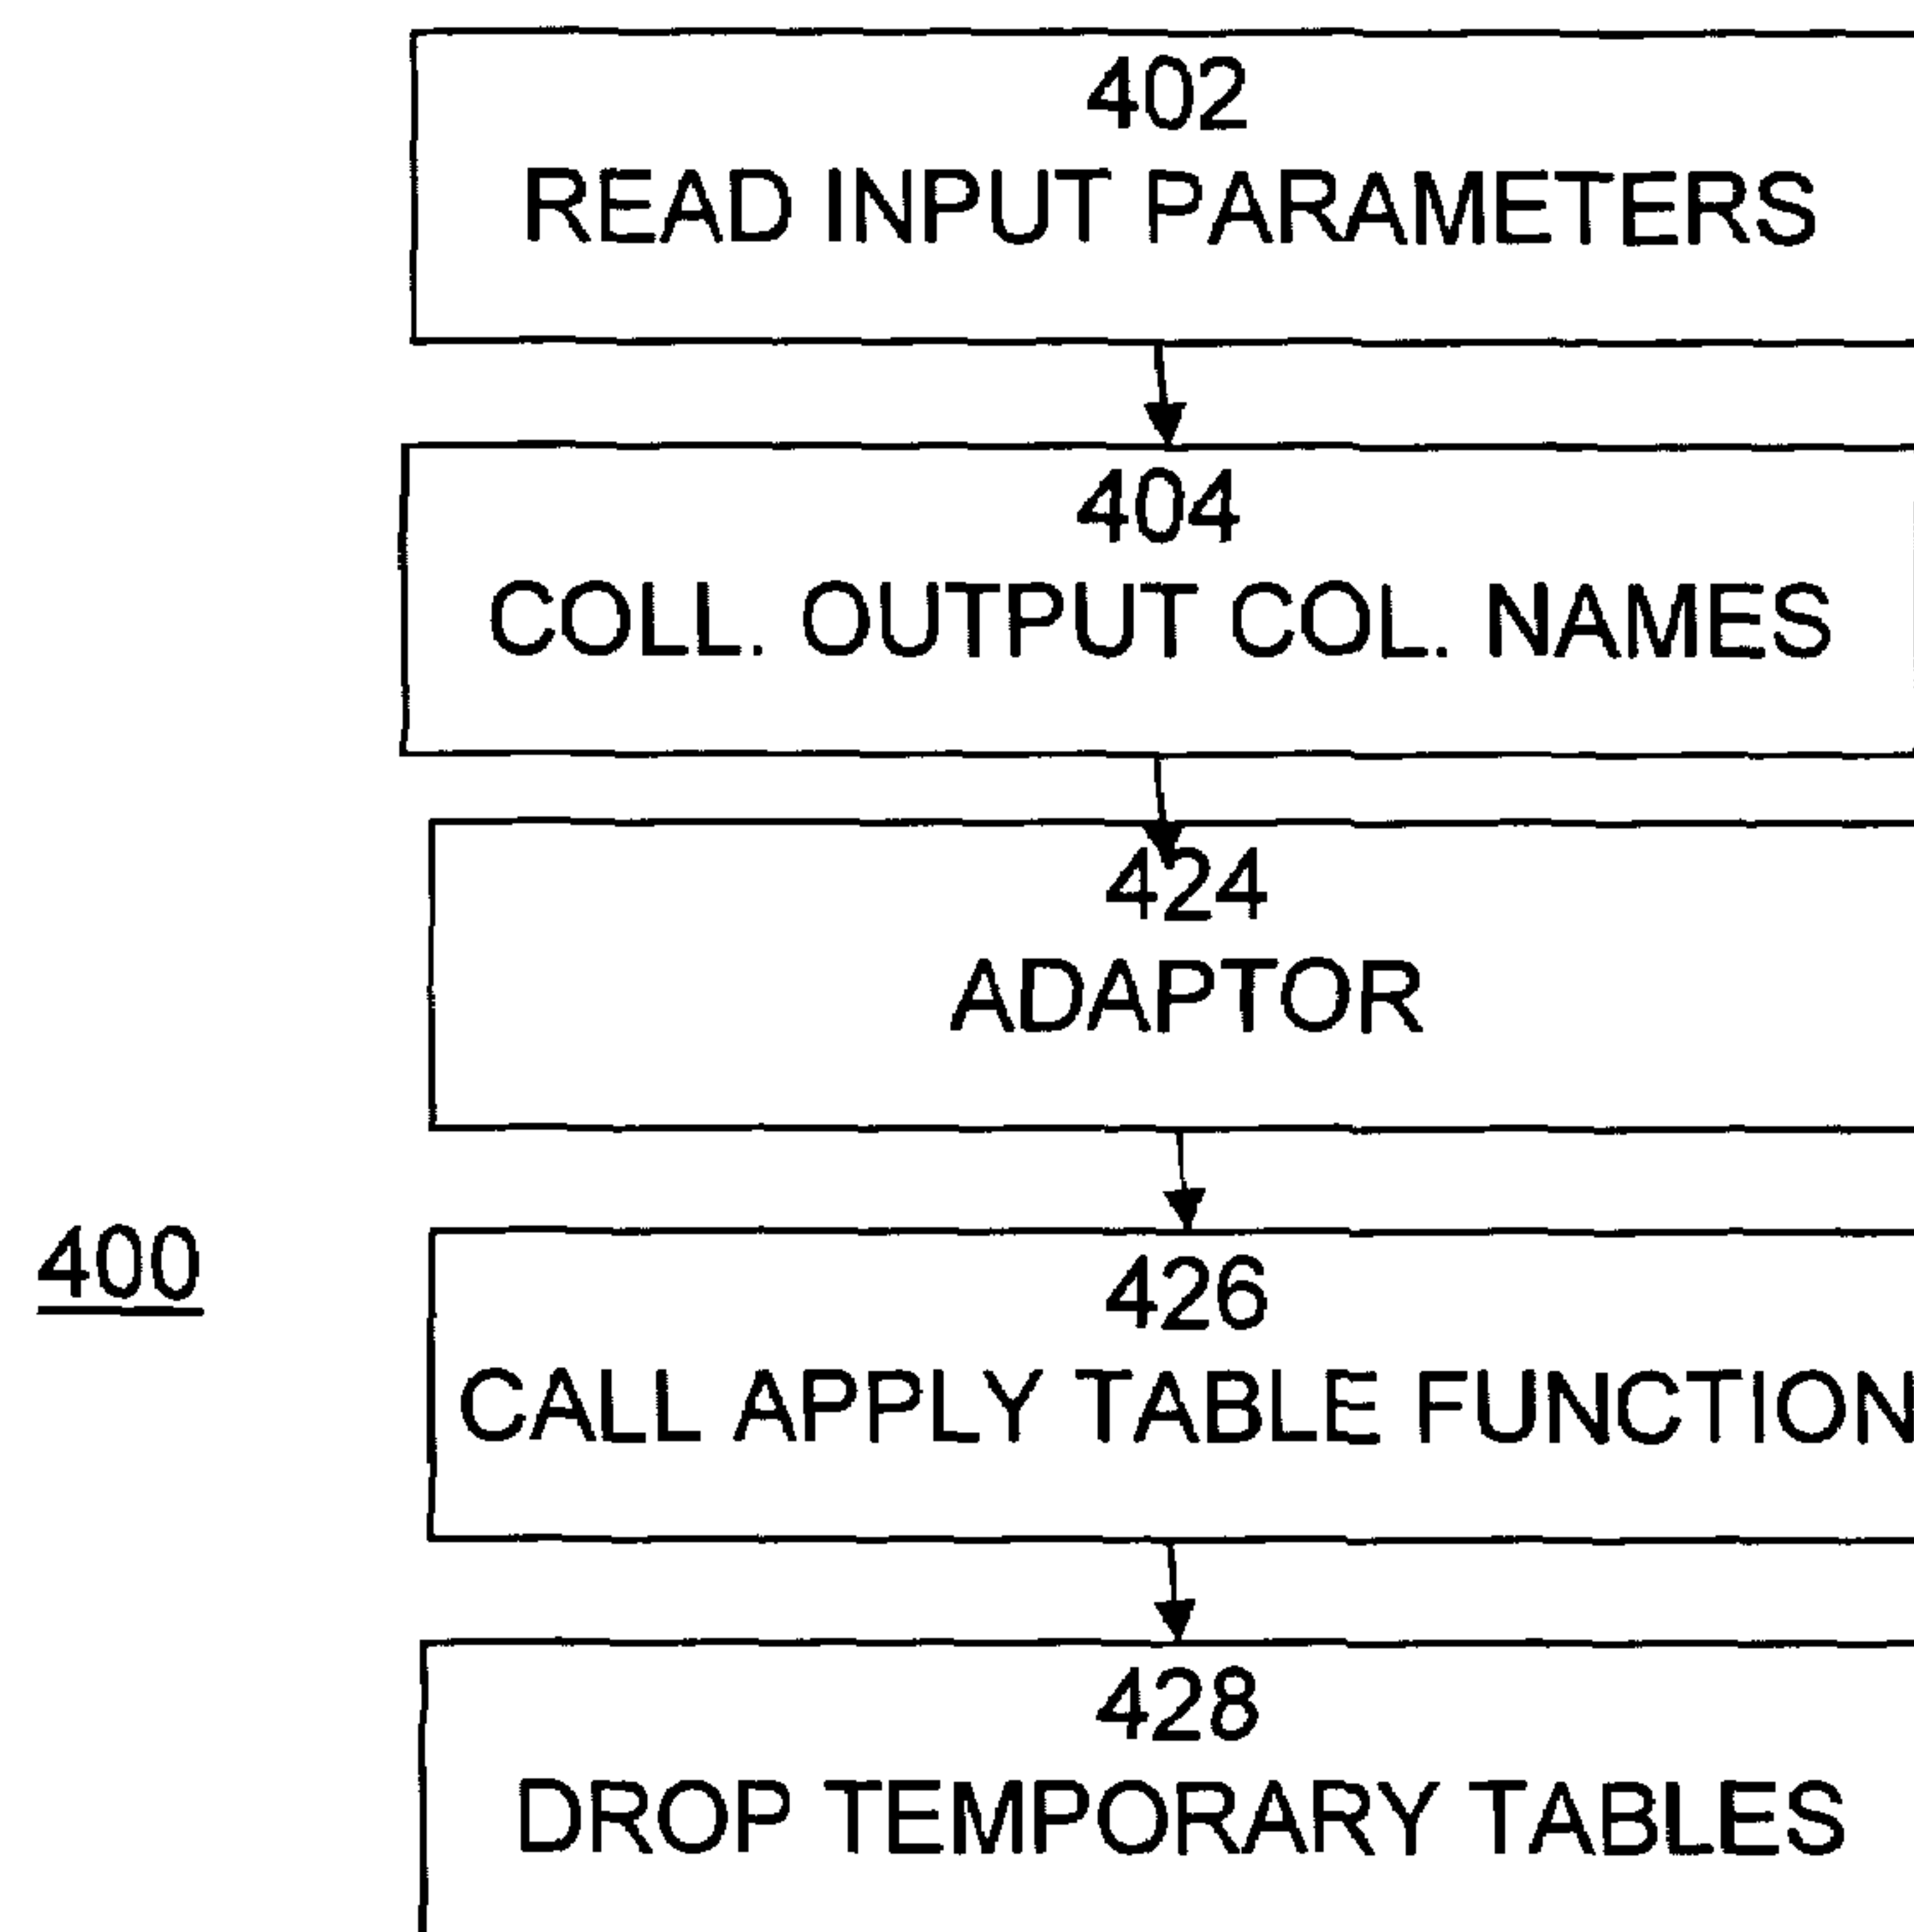 402
READ INPUT PARAMETERS
404
COLL. OUTPUT COL. NAMES
424
ADAPTOR
400
426
CALL APPLY TABLE FUNCTION
428
DROP TEMPORARY TABLES